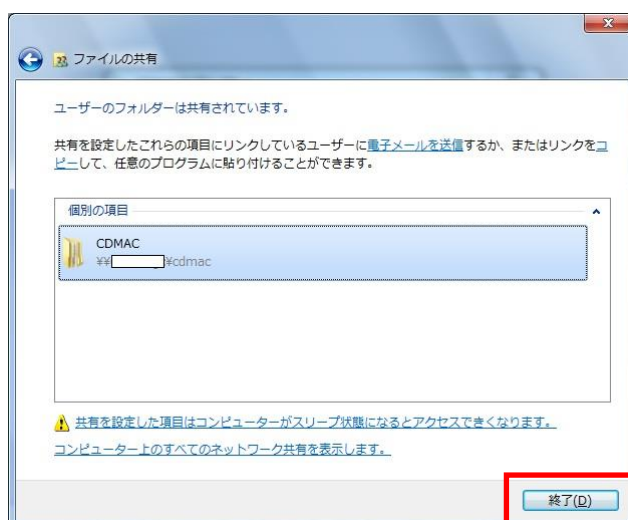 ファイルの共有
ユーザーのフォルダーは共有されています。
共有を設定したこれらの項目にリンクしているユーザーに電子メールを送信するか、またはリンクをコ
ピーして、任意のプログラムに貼り付けることができます。
個別の項目
CDMAC
¥¥ ¥cdmac
共有を設定した項目はコンピューターがスリープ状態になるとアクセスできくなります。
コンピューター上のすべてのネットワーク共有を表示します。
終了(D)